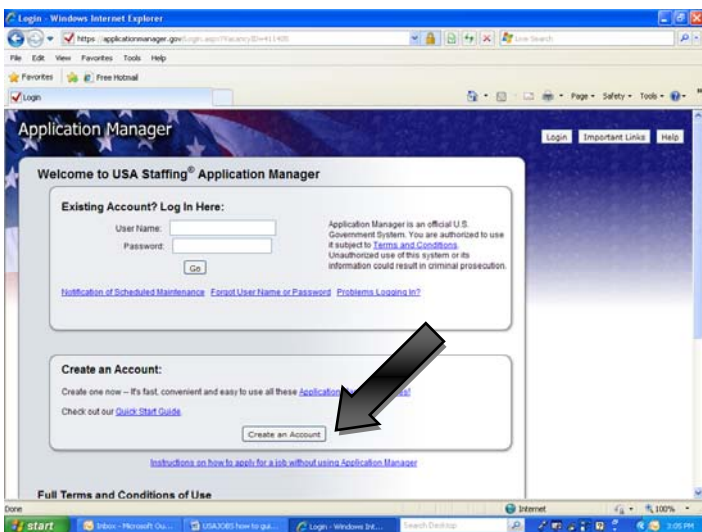 Login - Windows Internet Explorer
https://applicationmanager.gov/Login.aspx?VacancyID=411405
Live Search
File Edit View Favorites Tools Help
Favorites Free Hotmail
Login
Page Safety Tools
Application Manager
Login Important Links Help
Welcome to USA Staffing® Application Manager
Existing Account? Log In Here:
User Name:
Password:
Go
Application Manager is an official U.S.
Government System. You are authorized to use
it subject to Terms and Conditions.
Unauthorized use of this system or its
information could result in criminal prosecution.
Notification of Scheduled Maintenance Forgot User Name or Password Problems Logging In?
Create an Account:
Create one now -- It's fast, convenient and easy to use all these Application
Check out our Quick Start Guide.
Create an Account
Instructions on how to apply for a job without using Application Manager
Full Terms and Conditions of Use
Done Internet 100%
start Inbox - Microsoft Ou... USAJOBS how to gui... Login - Windows Int... Search Desktop 3:05 PM